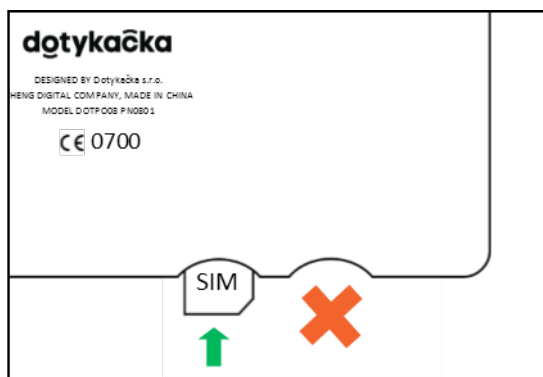 dotykačka
DESIGNED BY Dotykačka s.r.o.
HENG DIGITAL COMPANY, MADE IN CHINA
MODEL DOTPO08 PN0801
CE 0700
SIM